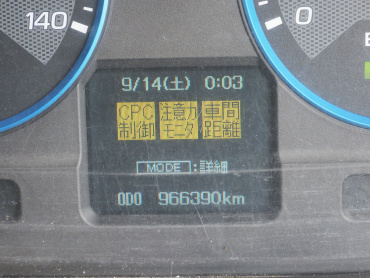 140
0
9/14(土) 0:03
CPC 注意力 車間
制御 モニタ 距離
MODE :詳細
ODO 966390km